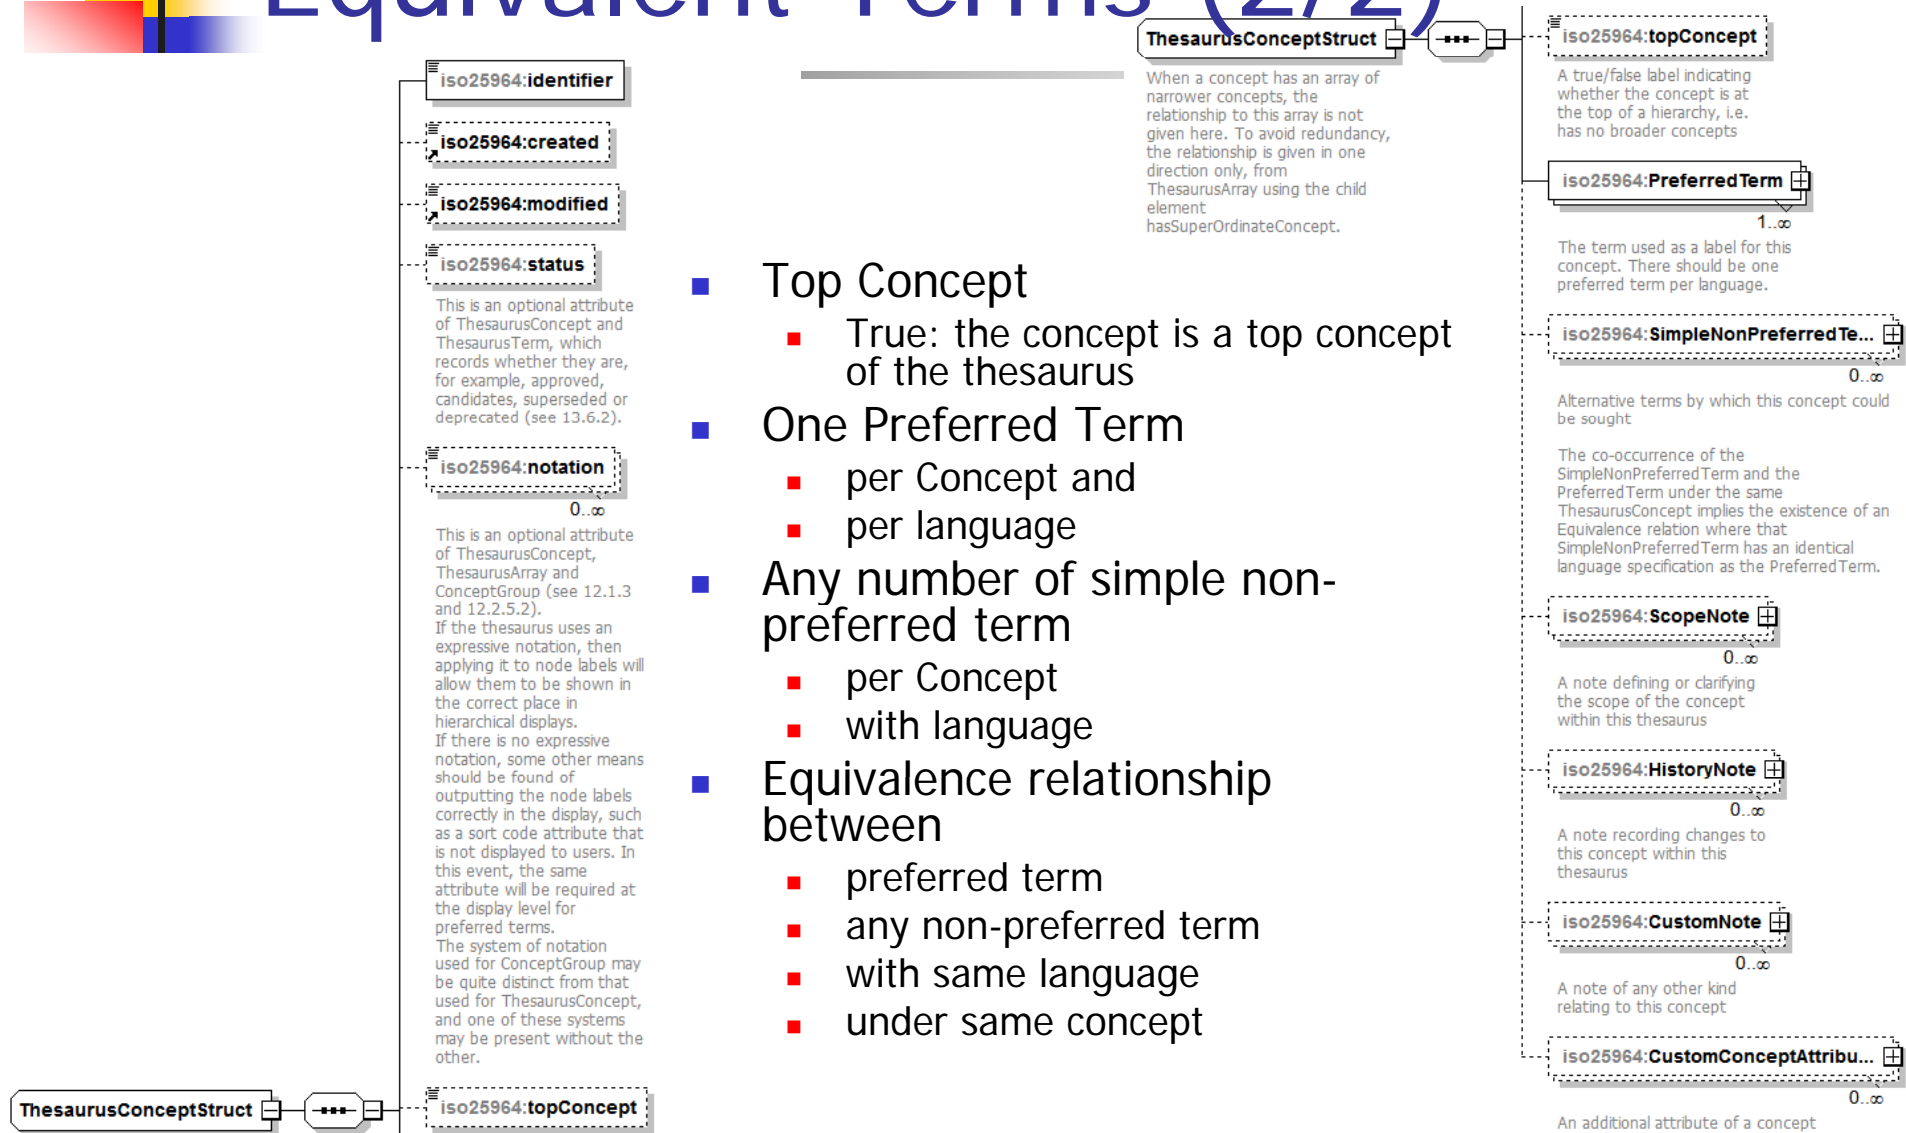 Equivalent Terms (2/2)
iso25964:identifier
iso25964:created
iso25964:modified
iso25964:status
This is an optional attribute
of ThesaurusConcept and
ThesaurusTerm, which
records whether they are,
for example, approved,
candidates, superseded or
deprecated (see 13.6.2).
iso25964:notation
0..∞
This is an optional attribute
of ThesaurusConcept,
ThesaurusArray and
ConceptGroup (see 12.1.3
and 12.2.5.2).
If the thesaurus uses an
expressive notation, then
applying it to node labels will
allow them to be shown in
the correct place in
hierarchical displays.
If there is no expressive
notation, some other means
should be found of
outputting the node labels
correctly in the display, such
as a sort code attribute that
is not displayed to users. In
this event, the same
attribute will be required at
the display level for
preferred terms.
The system of notation
used for ConceptGroup may
be quite distinct from that
used for ThesaurusConcept,
and one of these systems
may be present without the
other.
ThesaurusConceptStruct
iso25964:topConcept
Top Concept
True: the concept is a top concept
of the thesaurus
One Preferred Term
per Concept and
per language
Any number of simple non-
preferred term
per Concept
with language
Equivalence relationship
between
preferred term
any non-preferred term
with same language
under same concept
ThesaurusConceptStruct
When a concept has an array of
narrower concepts, the
relationship to this array is not
given here. To avoid redundancy,
the relationship is given in one
direction only, from
ThesaurusArray using the child
element
hasSuperOrdinateConcept.
iso25964:topConcept
A true/false label indicating
whether the concept is at
the top of a hierarchy, i.e.
has no broader concepts
iso25964:PreferredTerm
1..∞
The term used as a label for this
concept. There should be one
preferred term per language.
iso25964:SimpleNonPreferredTe...
0..∞
Alternative terms by which this concept could
be sought
The co-occurrence of the
SimpleNonPreferredTerm and the
PreferredTerm under the same
ThesaurusConcept implies the existence of an
Equivalence relation where that
SimpleNonPreferredTerm has an identical
language specification as the PreferredTerm.
iso25964:ScopeNote
0..∞
A note defining or clarifying
the scope of the concept
within this thesaurus
iso25964:HistoryNote
0..∞
A note recording changes to
this concept within this
thesaurus
iso25964:CustomNote
0..∞
A note of any other kind
relating to this concept
iso25964:CustomConceptAttribu...
0..∞
An additional attribute of a concept